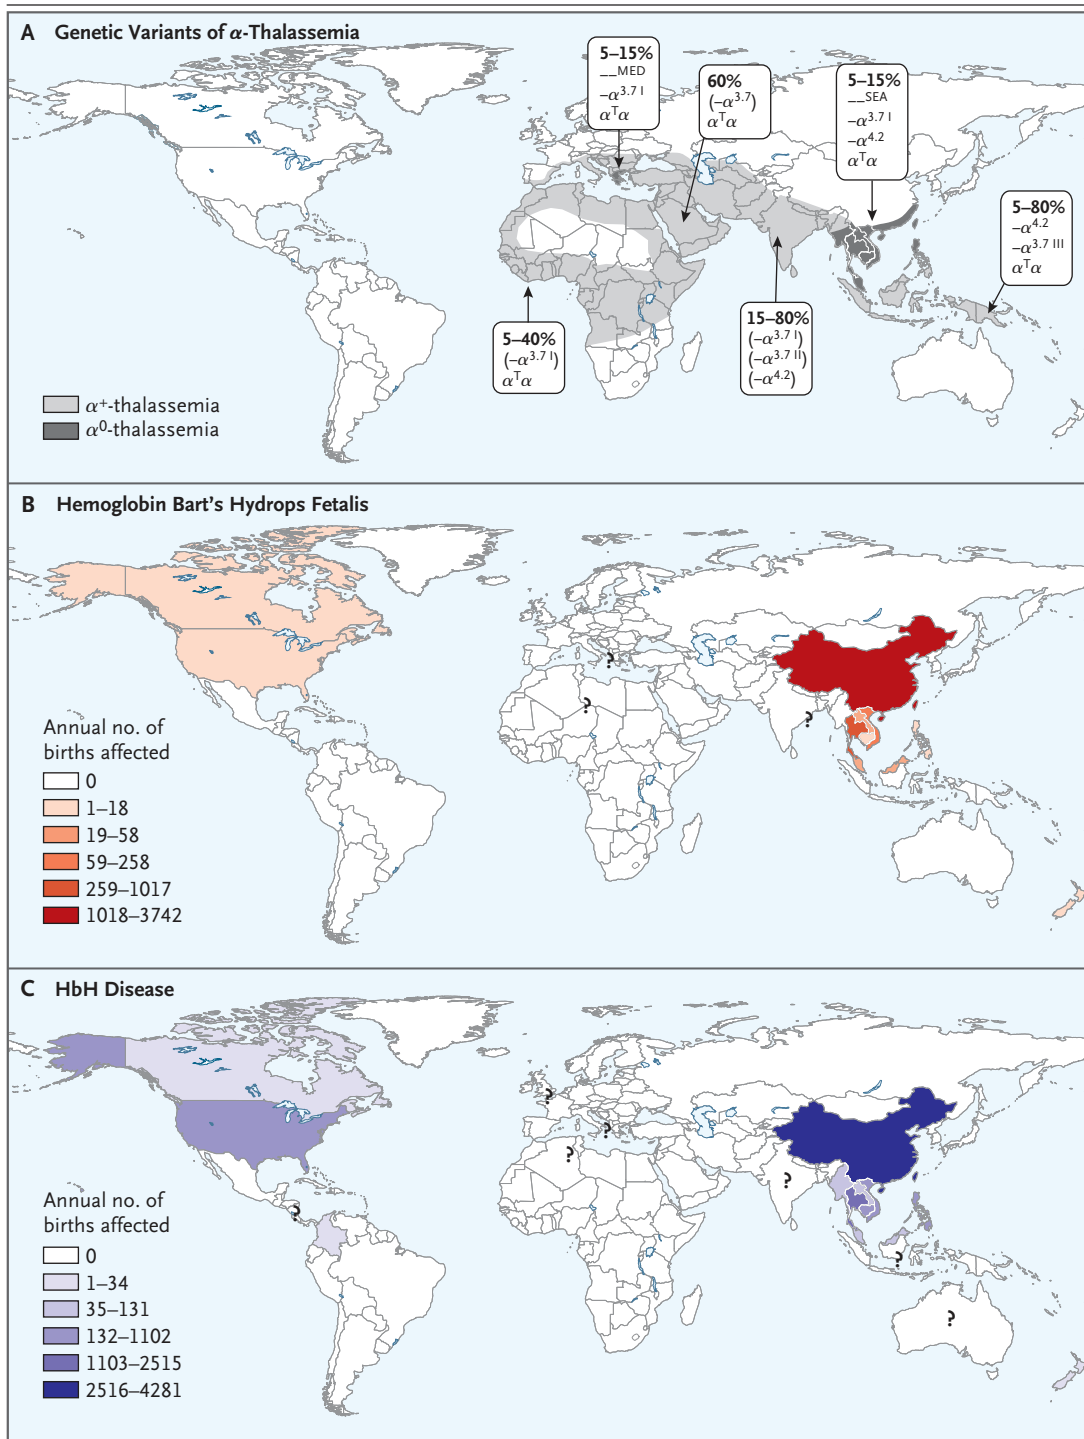 A Genetic Variants of α-Thalassemia
5–15%
__MED
-α3.7 I
αTα
60%
(-α3.7)
αTα
5–15%
__SEA
-α3.7 I
-α4.2
αTα
5–80%
-α4.2
-α3.7 III
αTα
5–40%
(-α3.7 I)
αTα
15–80%
(-α3.7 I)
(-α3.7 II)
(-α4.2)
α+-thalassemia
α0-thalassemia
B Hemoglobin Bart’s Hydrops Fetalis
?
?
?
Annual no. of
births affected
0
1–18
19–58
59–258
259–1017
1018–3742
C HbH Disease
?
?
?
?
?
?
?
Annual no. of
births affected
0
1–34
35–131
132–1102
1103–2515
2516–4281